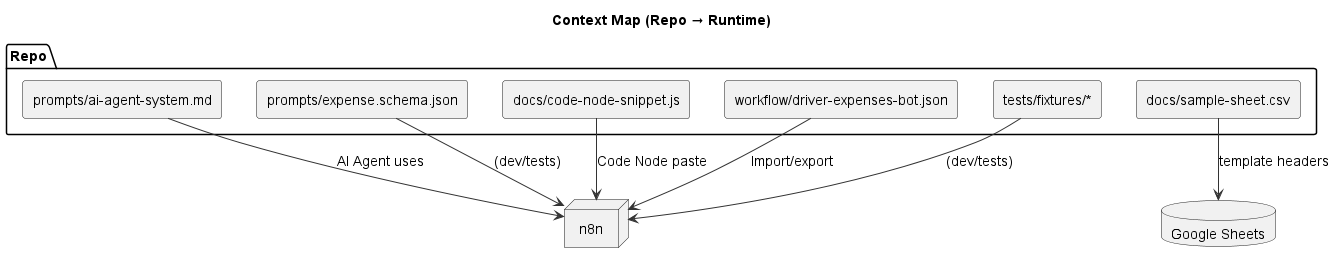 Context Map (Repo → Runtime)
Repo
prompts/ai-agent-system.md
prompts/expense.schema.json
docs/code-node-snippet.js
workflow/driver-expenses-bot.json
tests/fixtures/*
docs/sample-sheet.csv
AI Agent uses
(dev/tests)
Code Node paste
Import/export
(dev/tests)
template headers
n8n
Google Sheets